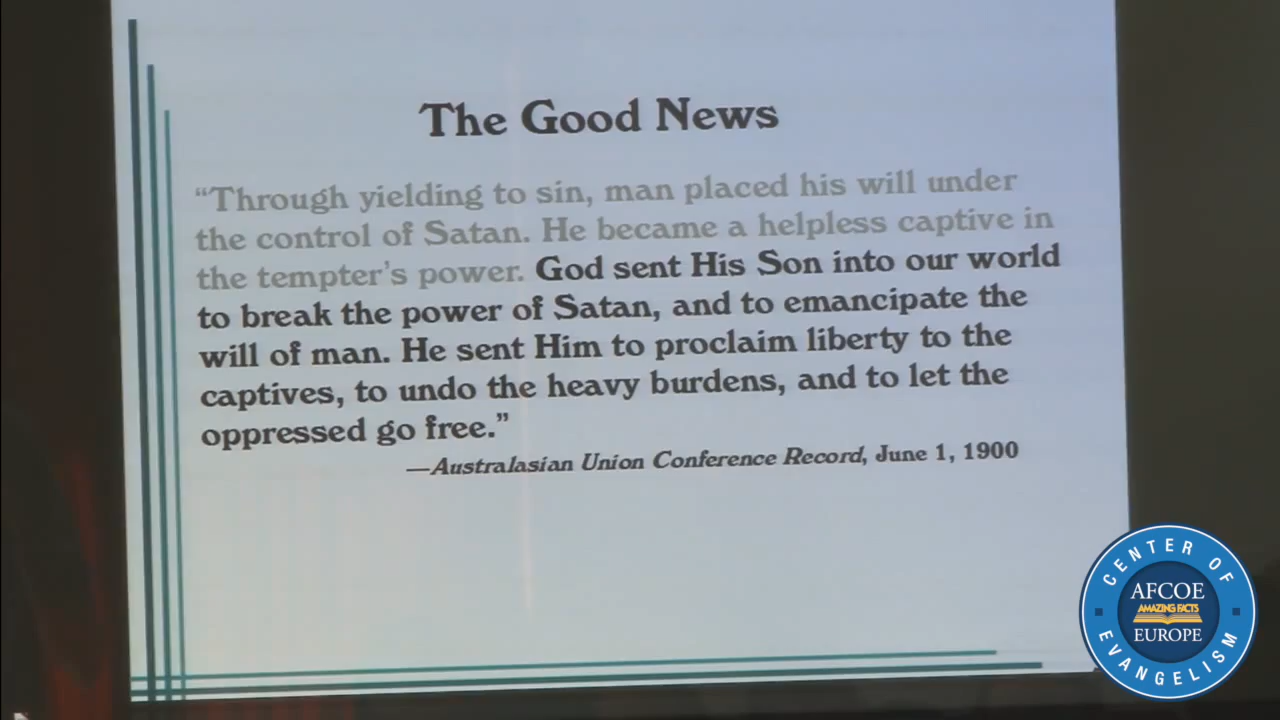 The Good News
“Through yielding to sin, man placed his will under
the control of Satan. He became a helpless captive in
the tempter’s power. God sent His Son into our world
to break the power of Satan, and to emancipate the
will of man. He sent Him to proclaim liberty to the
captives, to undo the heavy burdens, and to let the
oppressed go free.”
—Australasian Union Conference Record, June 1, 1900
CENTER OF
AFCOE
AMAZING FACTS
EUROPE
EVANGELISM